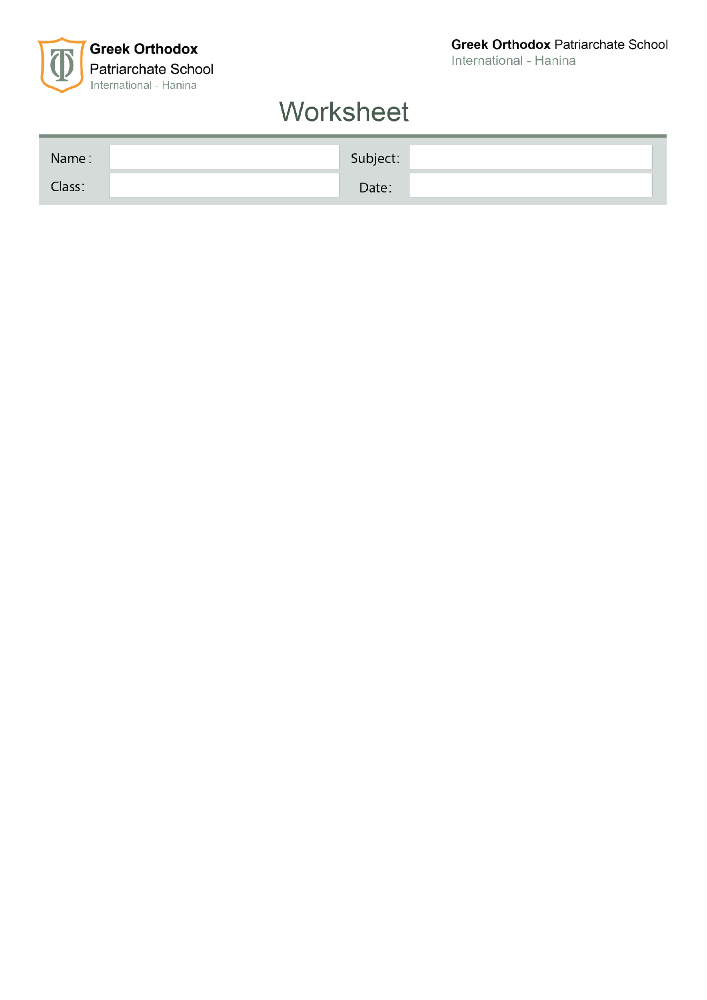 Greek Orthodox
Patriarchate School
International - Hanina
Greek Orthodox Patriarchate School
International - Hanina
Worksheet
Name :
Subject:
Class:
Date: